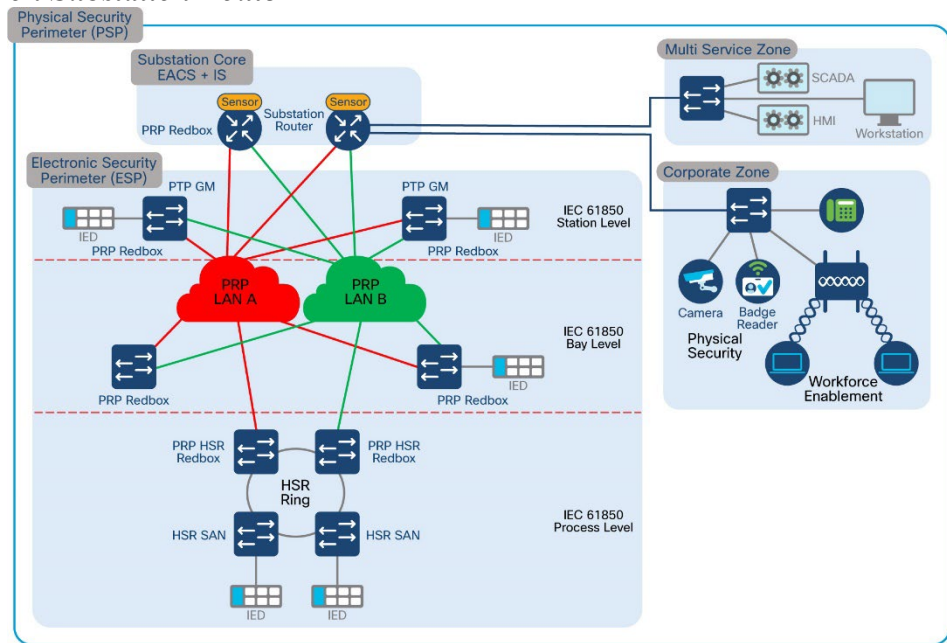 Physical Security
Perimeter (PSP)
Substation Core
EACS + IS
Sensor
Sensor
Substation
Router
PRP Redbox
Multi Service Zone
SCADA
HMI
Workstation
Electronic Security
Perimeter (ESP)
PTP GM
PTP GM
IED
IED
PRP Redbox
PRP Redbox
IEC 61850
Station Level
Corporate Zone
Camera
Badge
Reader
Physical
Security
Workforce
Enablement
PRP
LAN A
PRP
LAN B
IEC 61850
Bay Level
PRP Redbox
IED
PRP Redbox
PRP HSR
Redbox
PRP HSR
Redbox
HSR
Ring
HSR SAN
HSR SAN
IEC 61850
Process Level
IED
IED